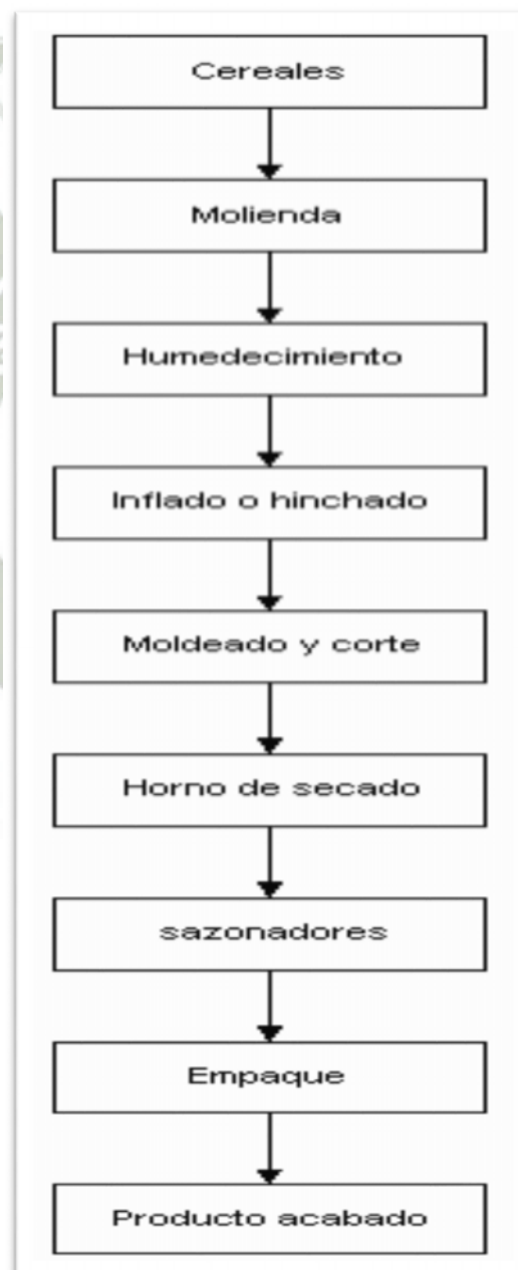 Cereales
Molienda
Humedecimiento
Inflado o hinchado
Moldeado y corte
Horno de secado
sazonadores
Empaque
Producto acabado